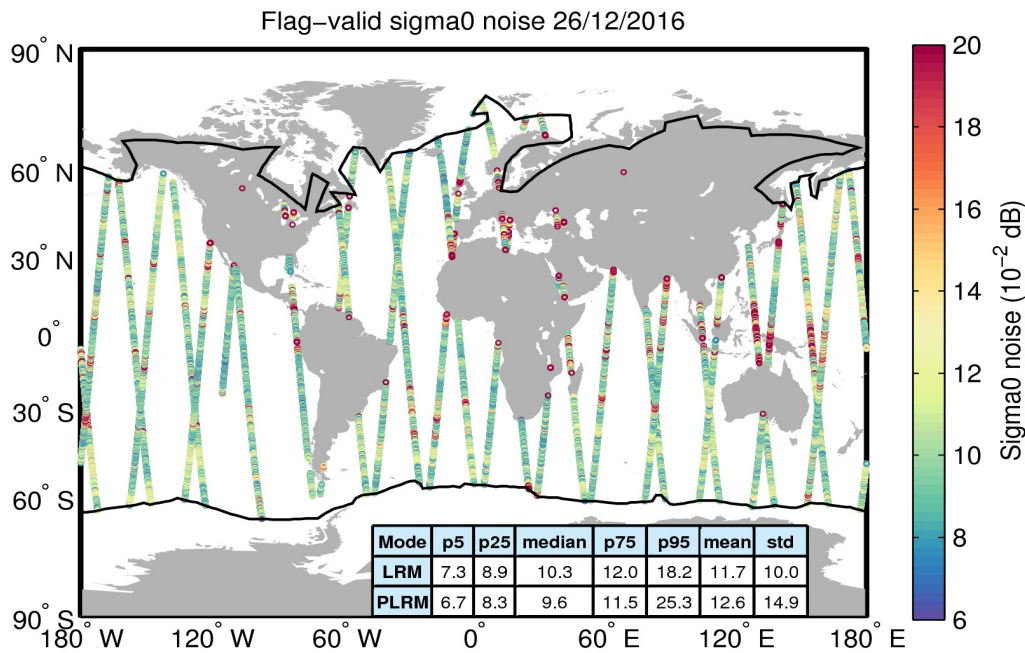 Flag-valid sigma0 noise 26/12/2016
90° N
60° N
30° N
0°
30° S
60° S
90° S
180° W
120° W
60° W
0°
60° E
120° E
180° E
20
18
16
14
12
10
8
6
Sigma0 noise (10⁻² dB)
Mode p5 p25 median p75 p95 mean std
LRM 7.3 8.9 10.3 12.0 18.2 11.7 10.0
PLRM 6.7 8.3 9.6 11.5 25.3 12.6 14.9